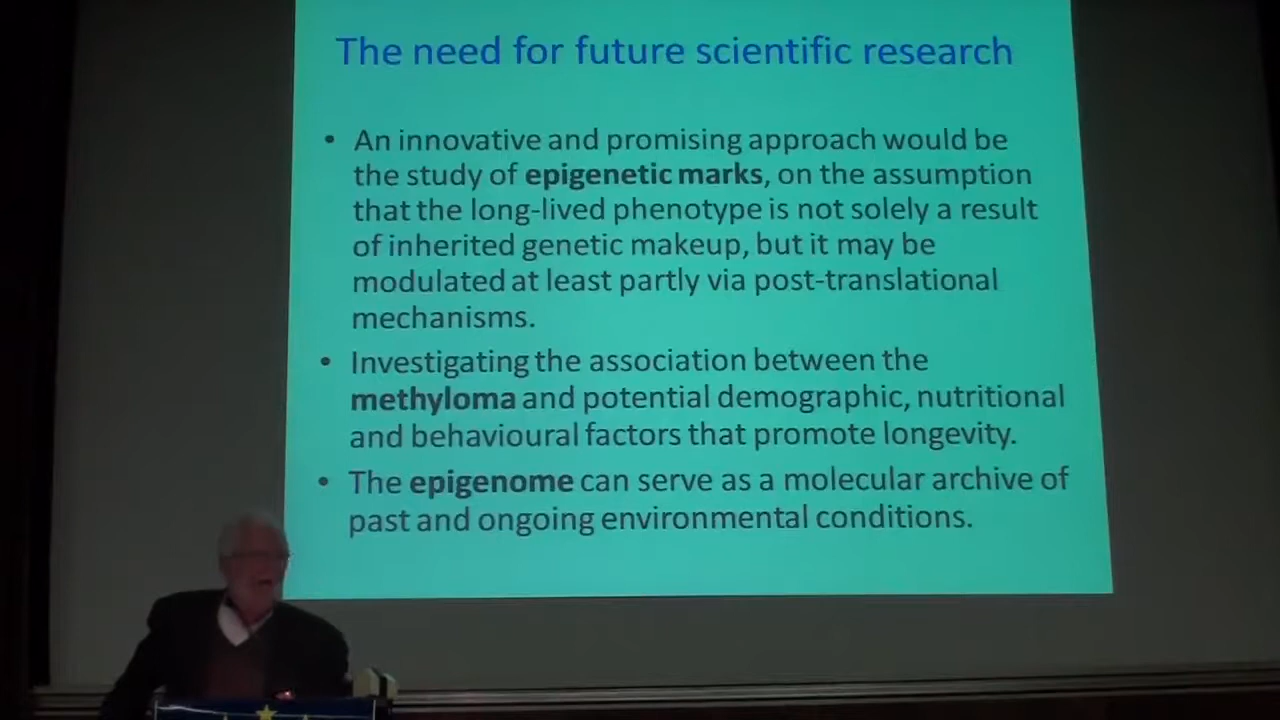 The need for future scientific research
• An innovative and promising approach would be
the study of epigenetic marks, on the assumption
that the long-lived phenotype is not solely a result
of inherited genetic makeup, but it may be
modulated at least partly via post-translational
mechanisms.
• Investigating the association between the
methyloma and potential demographic, nutritional
and behavioural factors that promote longevity.
• The epigenome can serve as a molecular archive of
past and ongoing environmental conditions.